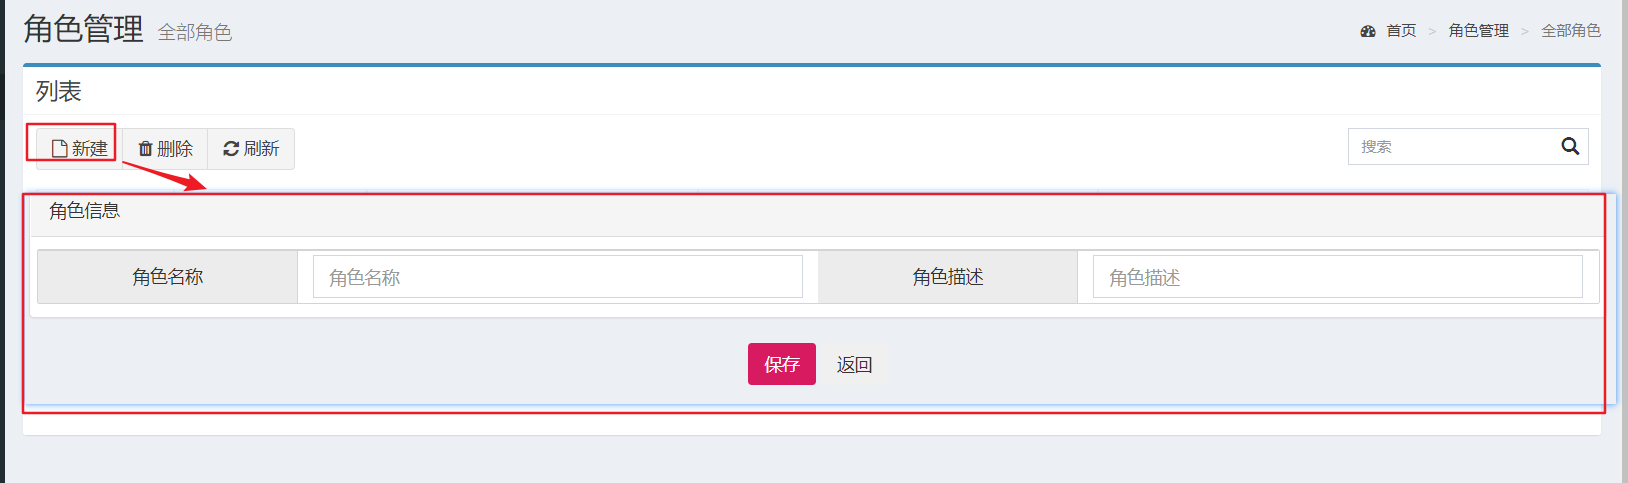 角色管理 全部角色
首页 > 角色管理 > 全部角色
列表
新建 删除 刷新
搜索
角色信息
角色名称 角色名称 角色描述 角色描述
保存 返回